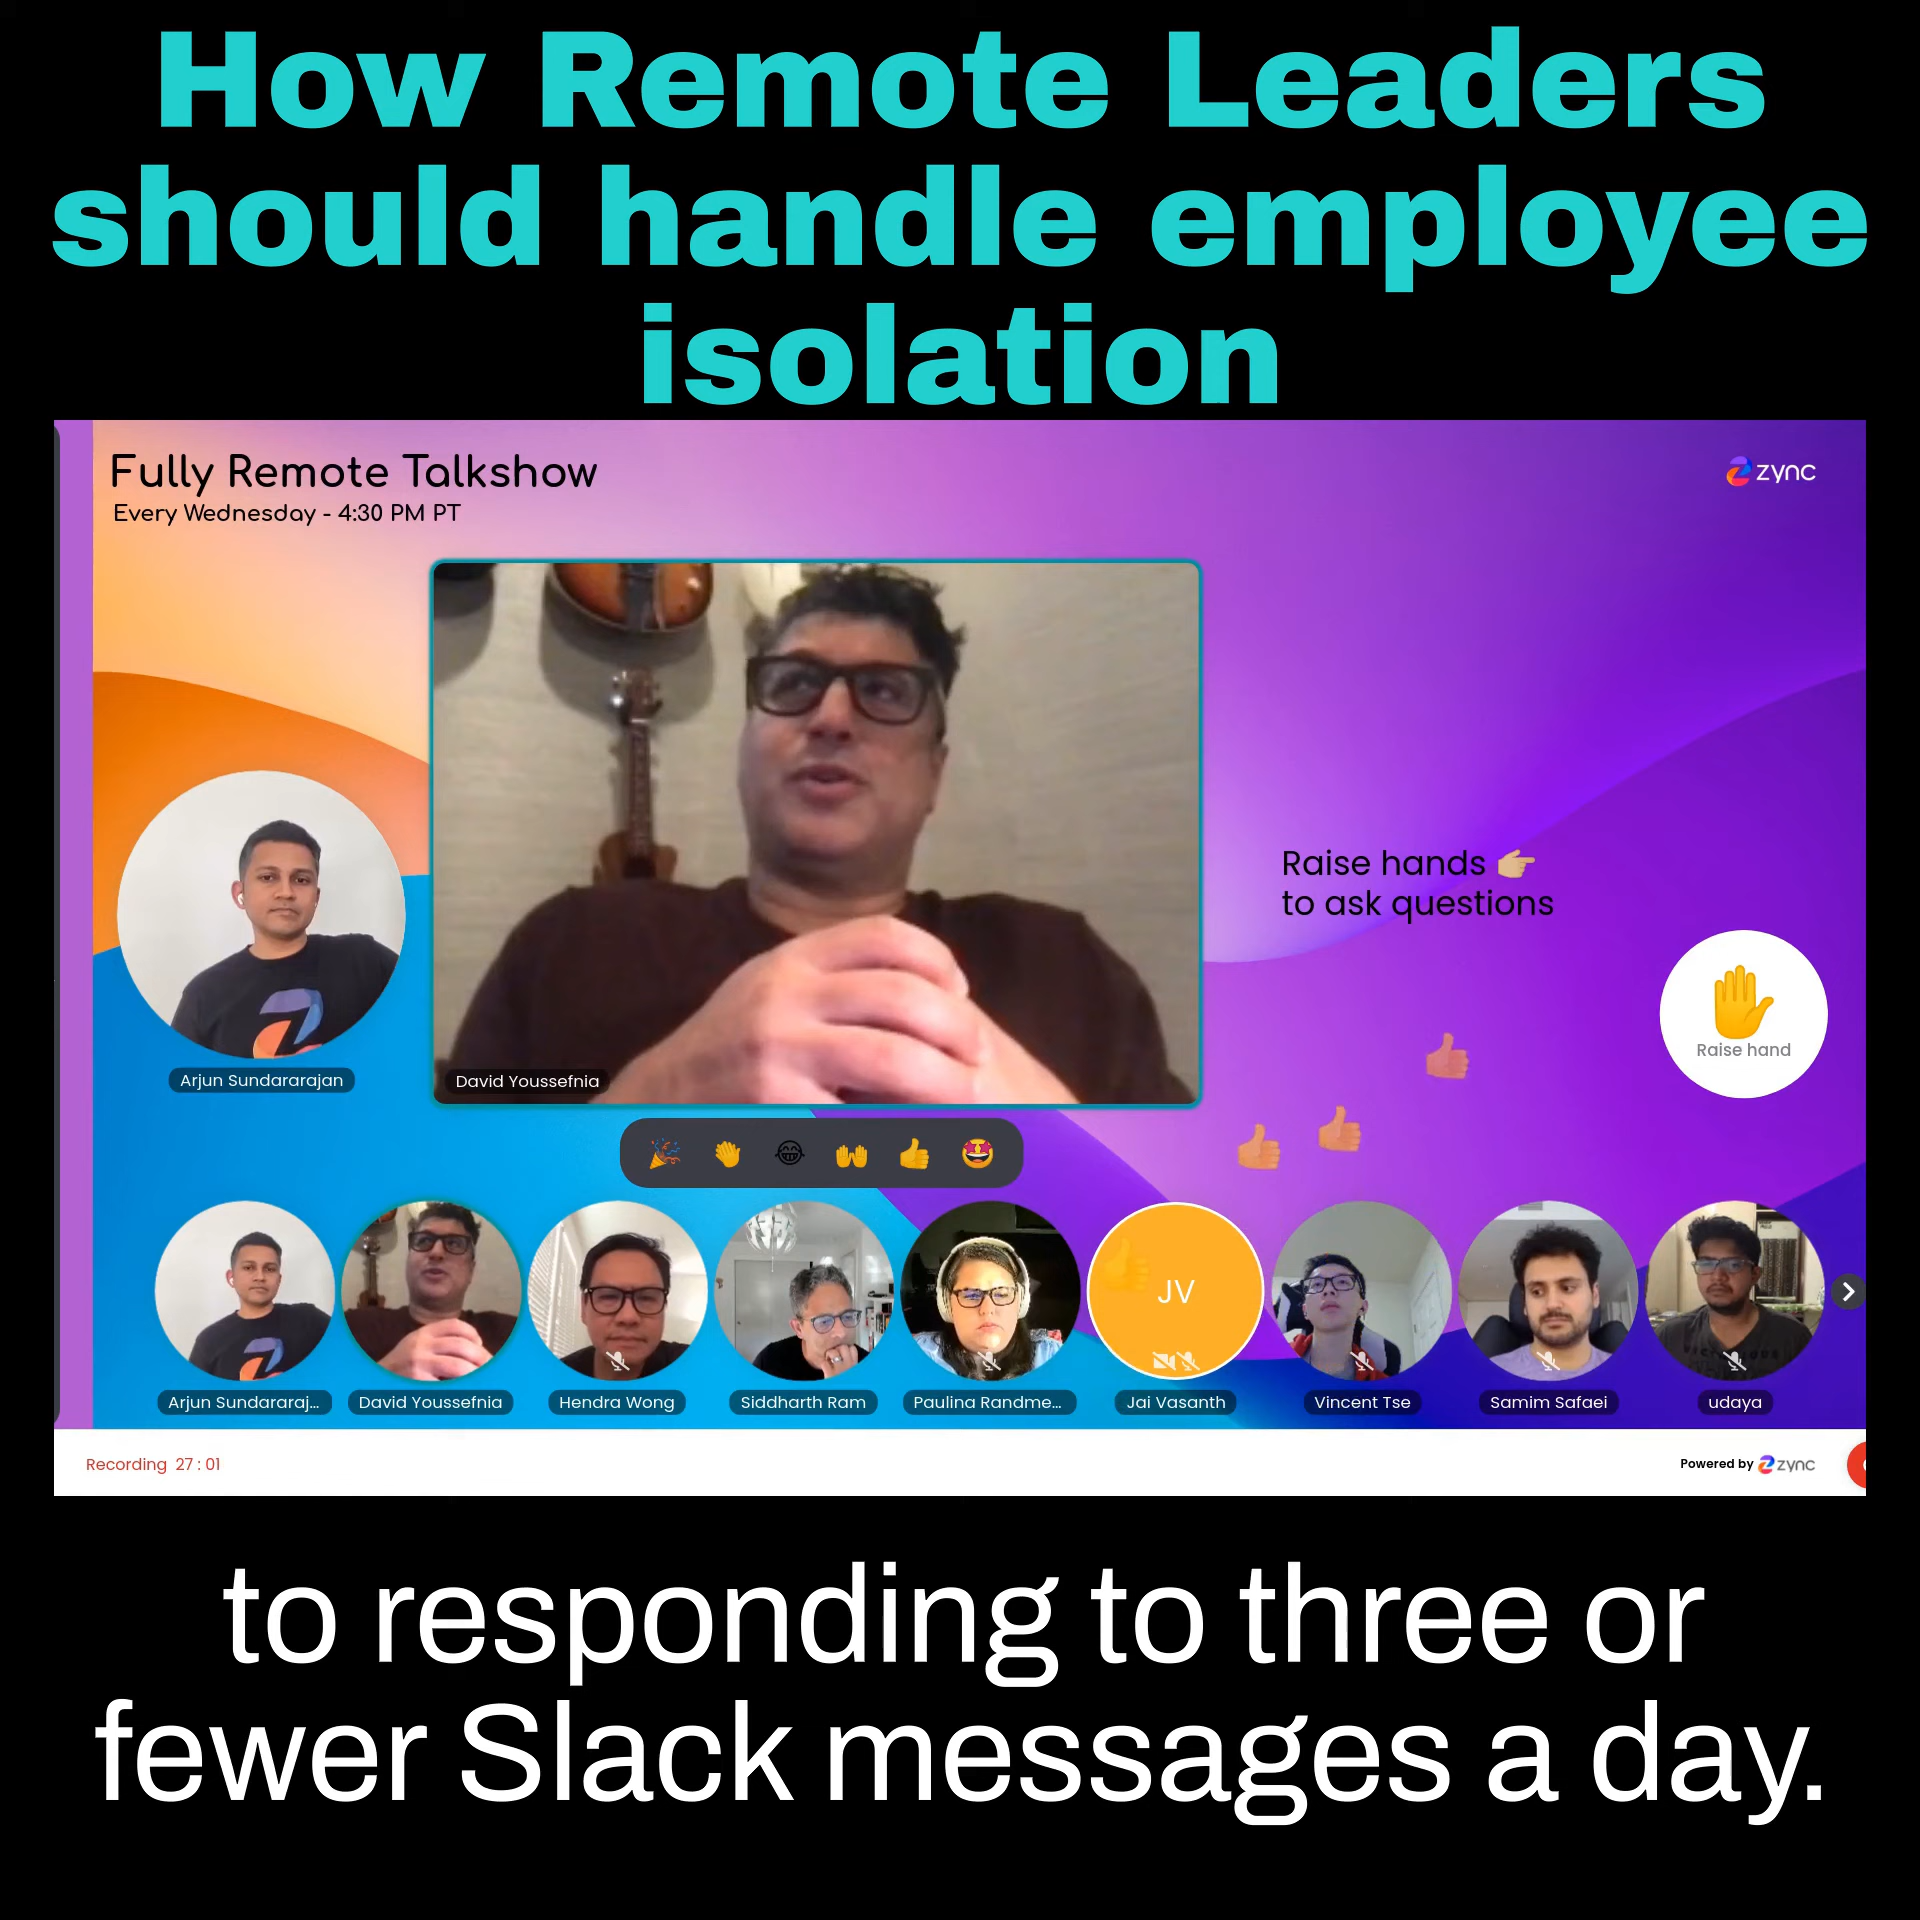 How Remote Leaders
should handle employee
isolation
Fully Remote Talkshow
Every Wednesday - 4:30 PM PT
zync
Raise hands 👉
to ask questions
Raise hand
Arjun Sundararajan
David Youssefnia
JV
Arjun Sundararaj...
David Youssefnia
Hendra Wong
Siddharth Ram
Paulina Randme...
Jai Vasanth
Vincent Tse
Samim Safaei
udaya
Recording 27 : 01
Powered by zync
to responding to three or
fewer Slack messages a day.